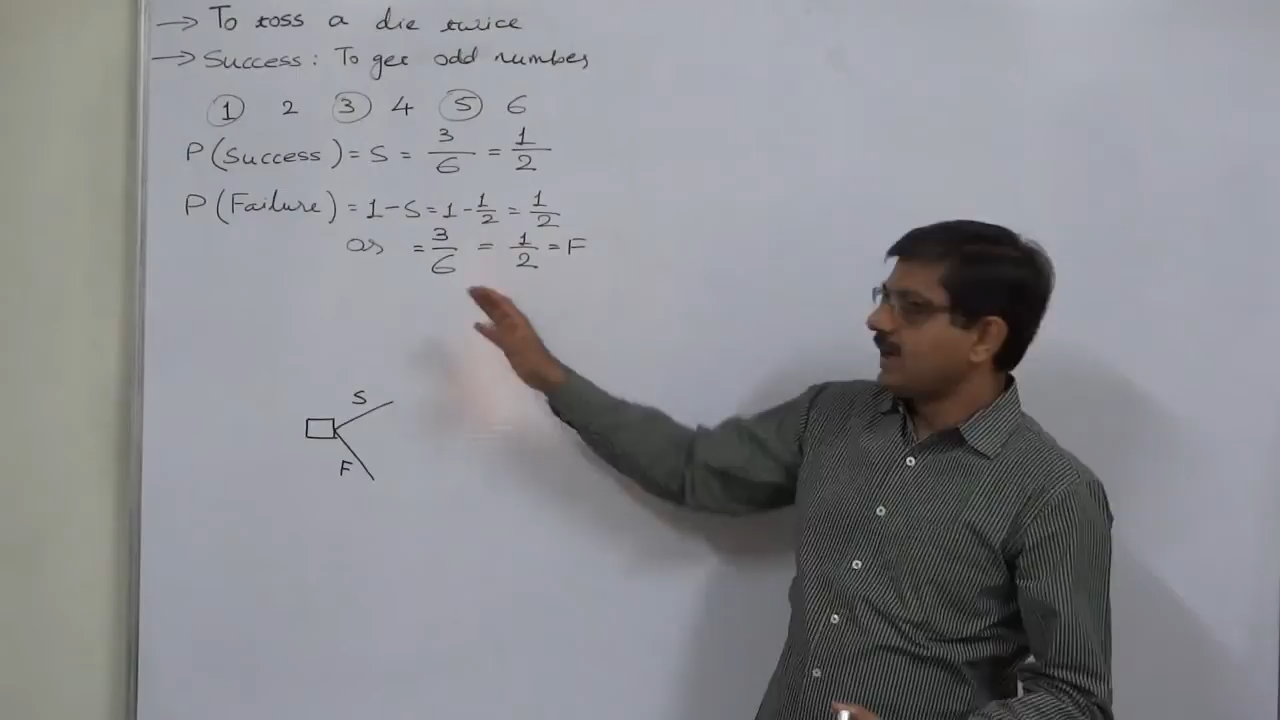 → To toss a die twice
→ Success: To get odd number
1 2 3 4 5 6
P(Success) = S = 3/6 = 1/2
P(Failure) = 1 - S = 1 - 1/2 = 1/2
or = 3/6 = 1/2 = F
S
F